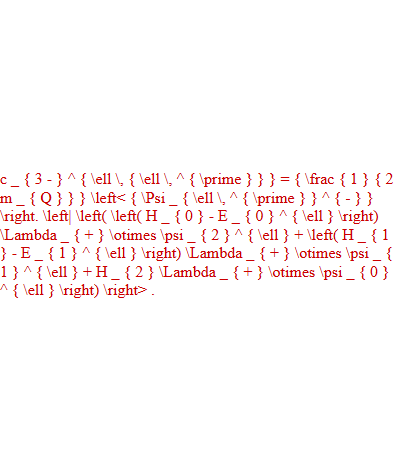 c _ { 3 - } ^ { \ell \, { \ell \, ^ { \prime } } } = { \frac { 1 } { 2
m _ { Q } } } \left< { \Psi _ { \ell \, ^ { \prime } } ^ { - } }
\right. \left| \left( \left( H _ { 0 } - E _ { 0 } ^ { \ell } \right)
\Lambda _ { + } \otimes \psi _ { 2 } ^ { \ell } + \left( H _ { 1
} - E _ { 1 } ^ { \ell } \right) \Lambda _ { + } \otimes \psi _ {
1 } ^ { \ell } + H _ { 2 } \Lambda _ { + } \otimes \psi _ { 0 }
^ { \ell } \right) \right> .